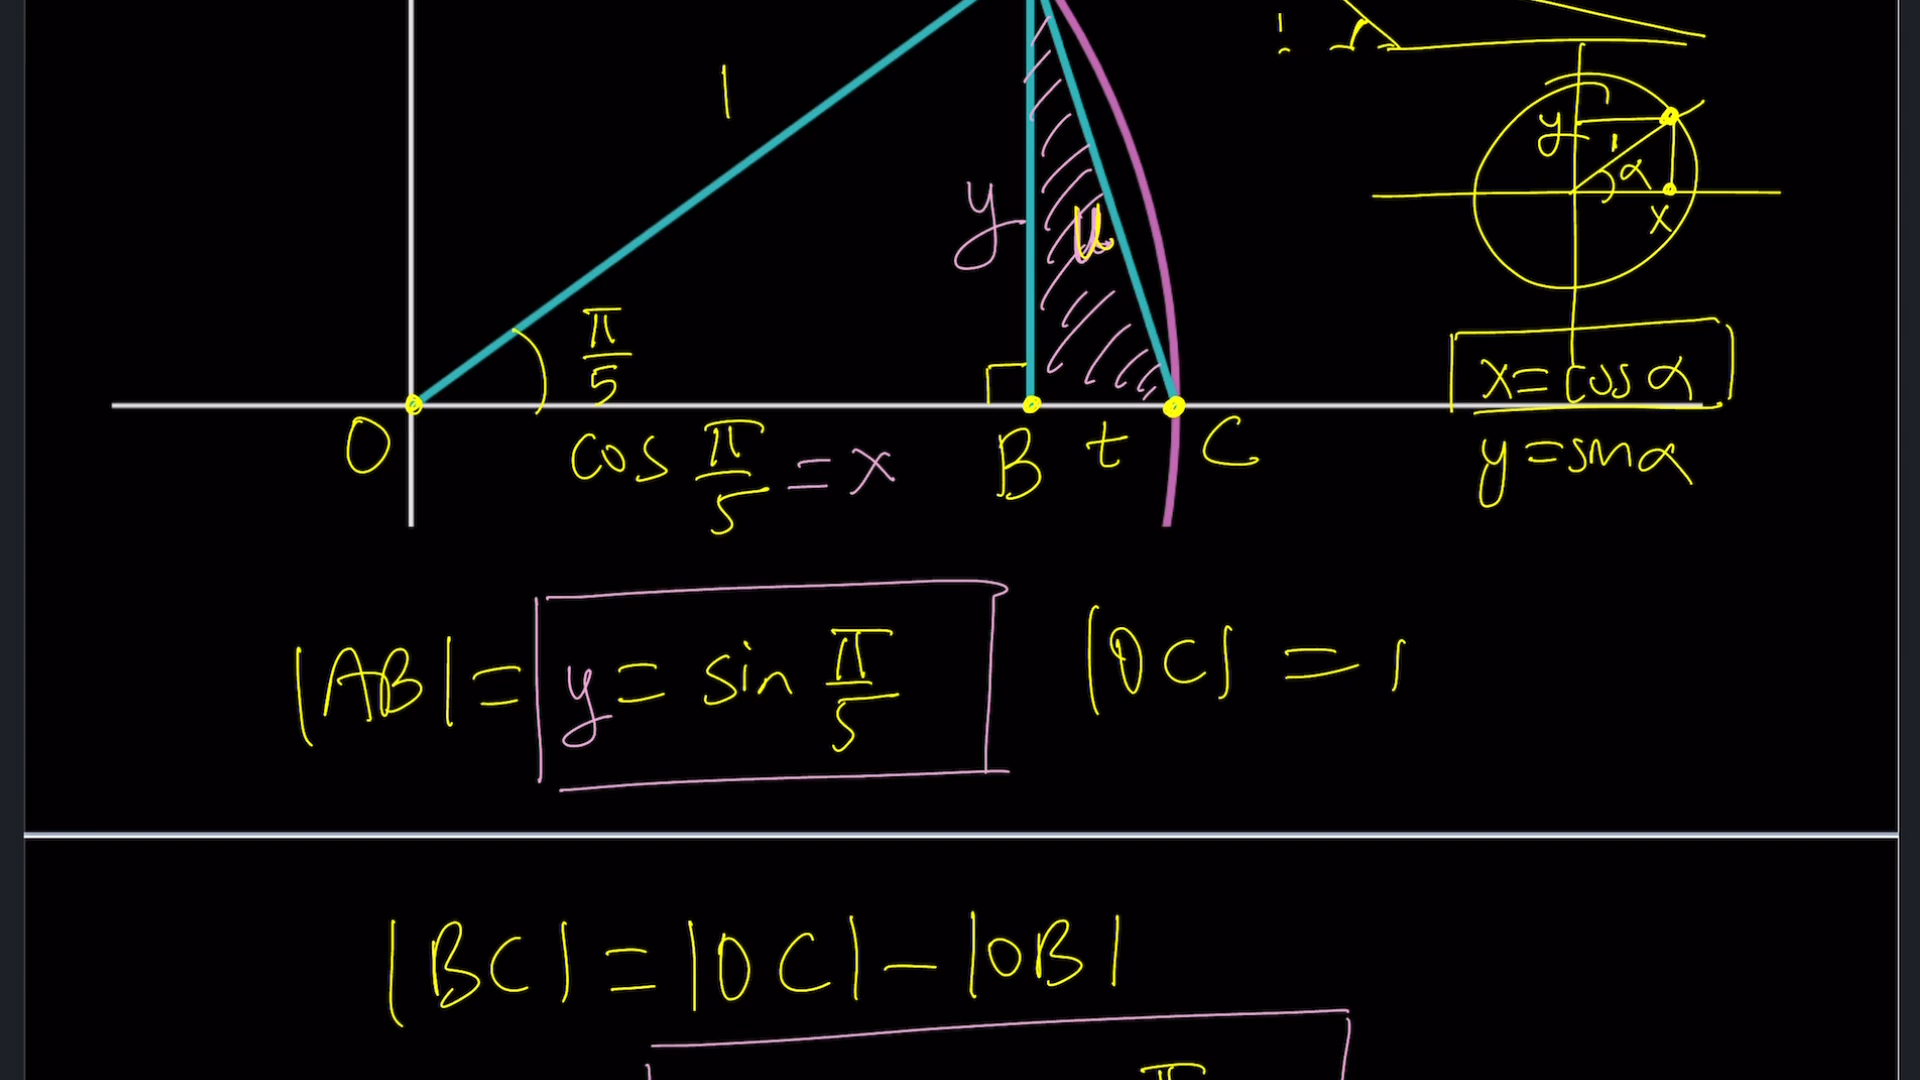 !
1
y
1
α
x
y
u
π/5
O
cos π/5 = x
B
t
C
x = cos α
y = sin α
|AB| = y = sin π/5
|OC| = 1
|BC| = |OC| - |OB|
π